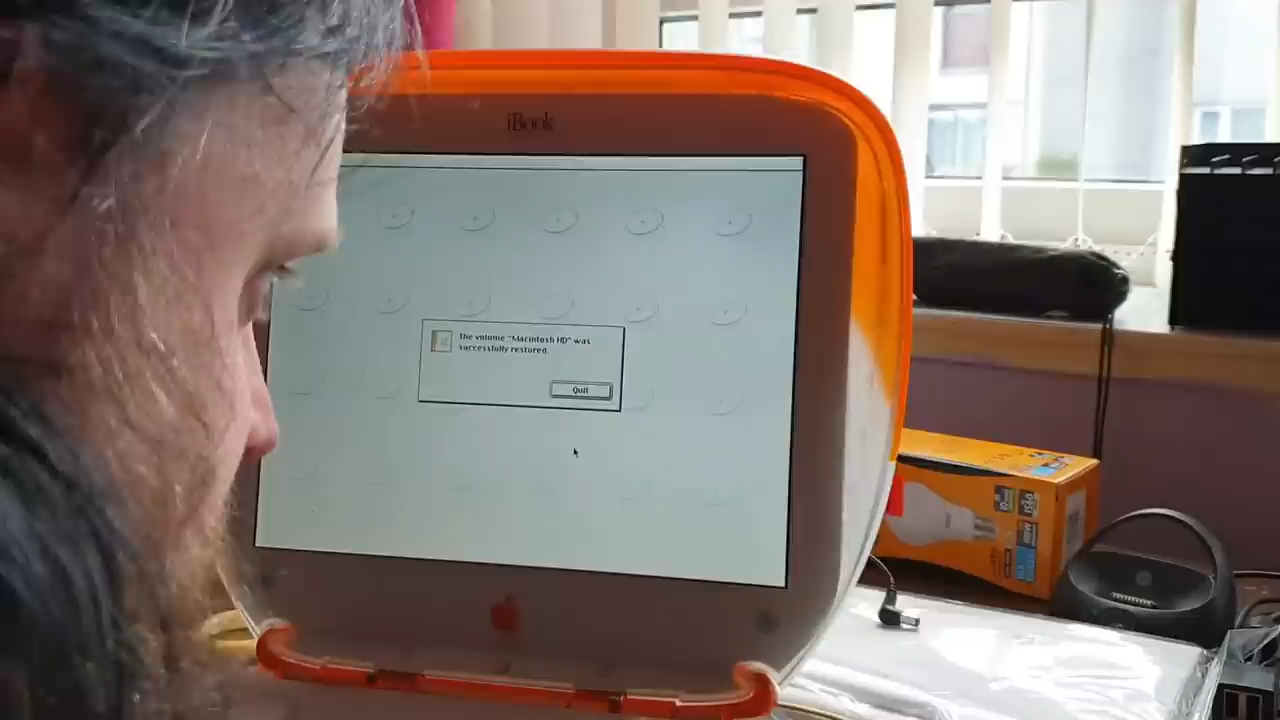 iBook
The volume "Macintosh HD" was
successfully restored.
Quit